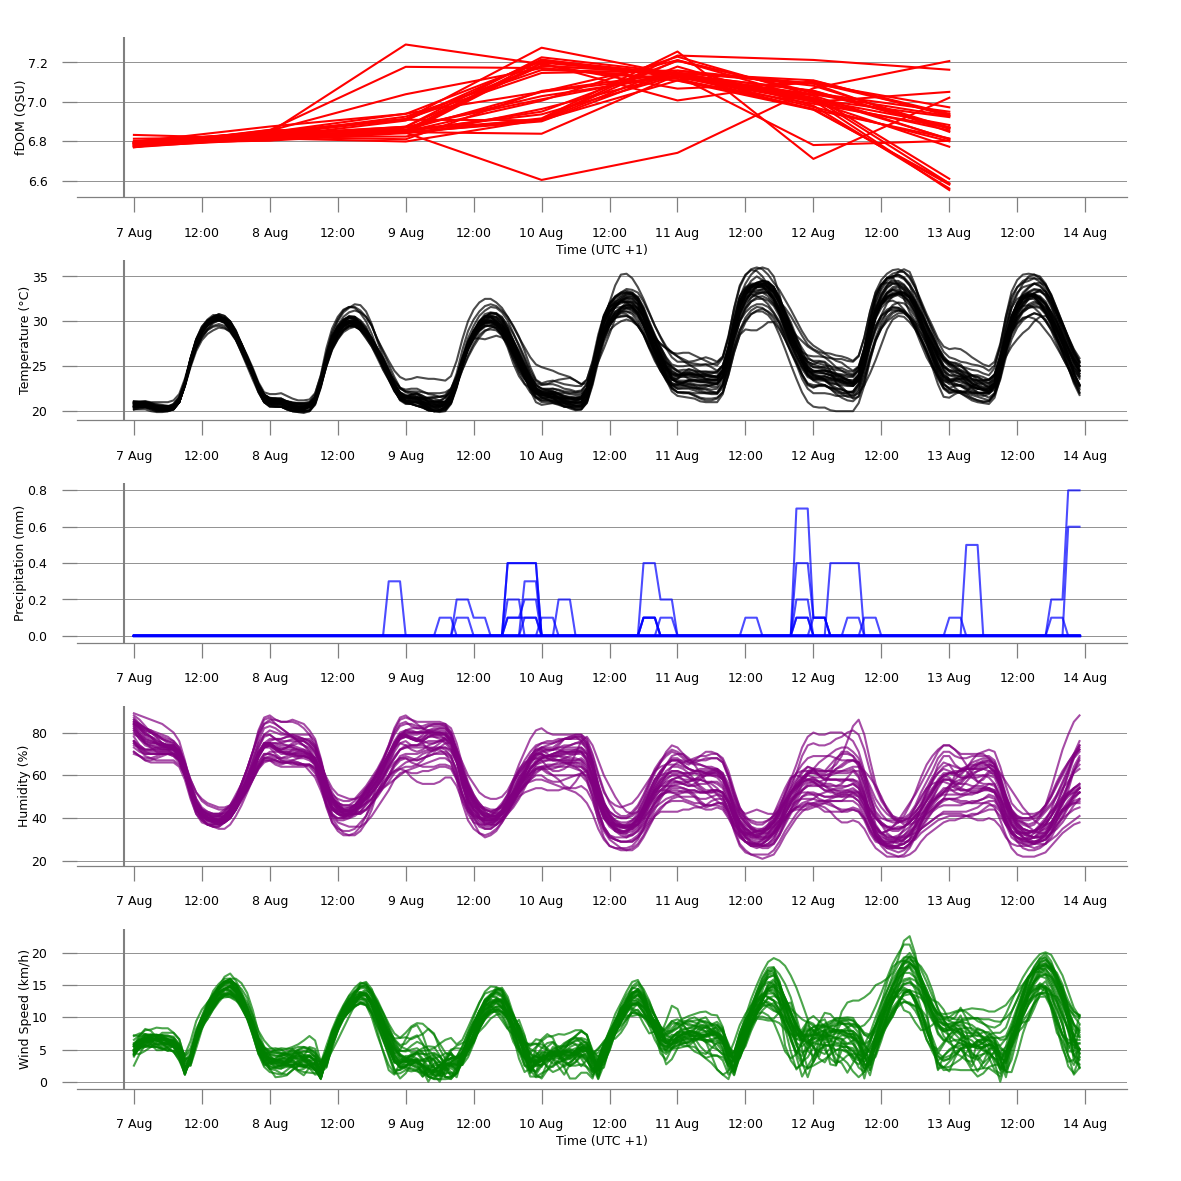 fDOM (QSU)
7.2
7.0
6.8
6.6
7 Aug 12:00 8 Aug 12:00 9 Aug 12:00 10 Aug 12:00 11 Aug 12:00 12 Aug 12:00 13 Aug 12:00 14 Aug
Time (UTC +1)
Temperature (°C)
35
30
25
20
7 Aug 12:00 8 Aug 12:00 9 Aug 12:00 10 Aug 12:00 11 Aug 12:00 12 Aug 12:00 13 Aug 12:00 14 Aug
Precipitation (mm)
0.8
0.6
0.4
0.2
0.0
7 Aug 12:00 8 Aug 12:00 9 Aug 12:00 10 Aug 12:00 11 Aug 12:00 12 Aug 12:00 13 Aug 12:00 14 Aug
Humidity (%)
80
60
40
20
7 Aug 12:00 8 Aug 12:00 9 Aug 12:00 10 Aug 12:00 11 Aug 12:00 12 Aug 12:00 13 Aug 12:00 14 Aug
Wind Speed (km/h)
20
15
10
5
0
7 Aug 12:00 8 Aug 12:00 9 Aug 12:00 10 Aug 12:00 11 Aug 12:00 12 Aug 12:00 13 Aug 12:00 14 Aug
Time (UTC +1)